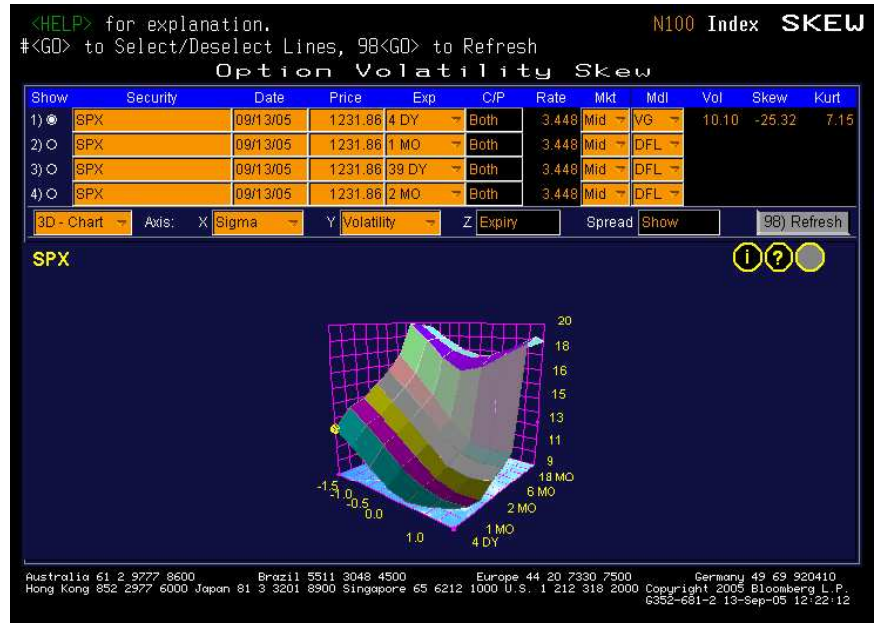 <HELP> for explanation. N100 Index SKEW
#<GO> to Select/Deselect Lines, 98<GO> to Refresh
Option Volatility Skew
Show Security Date Price Exp C/P Rate Mkt Mdl Vol Skew Kurt
1) SPX 09/13/05 1231.86 4 DY Both 3.448 Mid VG 10.10 -25.32 7.15
2) SPX 09/13/05 1231.86 1 MO Both 3.448 Mid DFL
3) SPX 09/13/05 1231.86 39 DY Both 3.448 Mid DFL
4) SPX 09/13/05 1231.86 2 MO Both 3.448 Mid DFL
3D - Chart Axis: X Sigma Y Volatility Z Expiry Spread Show 98) Refresh
SPX i ?
20
18
16
15
13
11
9
18 MO
6 MO
2 MO
1 MO
4 DY
-1.5
-1.0
-0.5
0.0
1.0
Australia 61 2 9777 8600 Brazil 5511 3048 4500 Europe 44 20 7330 7500 Germany 49 69 920410
Hong Kong 852 2977 6000 Japan 81 3 3201 8900 Singapore 65 6212 1000 U.S. 1 212 318 2000 Copyright 2005 Bloomberg L.P.
G352-681-2 13-Sep-05 12:22:12